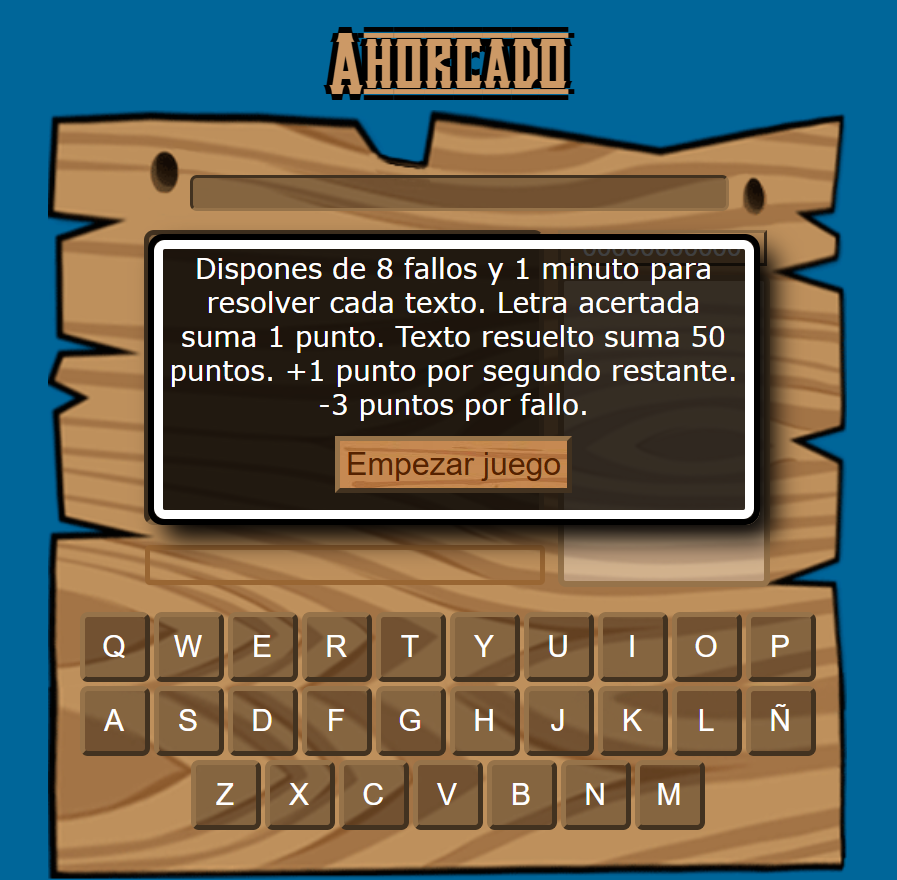 Ahorcado
Dispones de 8 fallos y 1 minuto para
resolver cada texto. Letra acertada
suma 1 punto. Texto resuelto suma 50
puntos. +1 punto por segundo restante.
-3 puntos por fallo.
Empezar juego
Q W E R T Y U I O P
A S D F G H J K L Ñ
Z X C V B N M